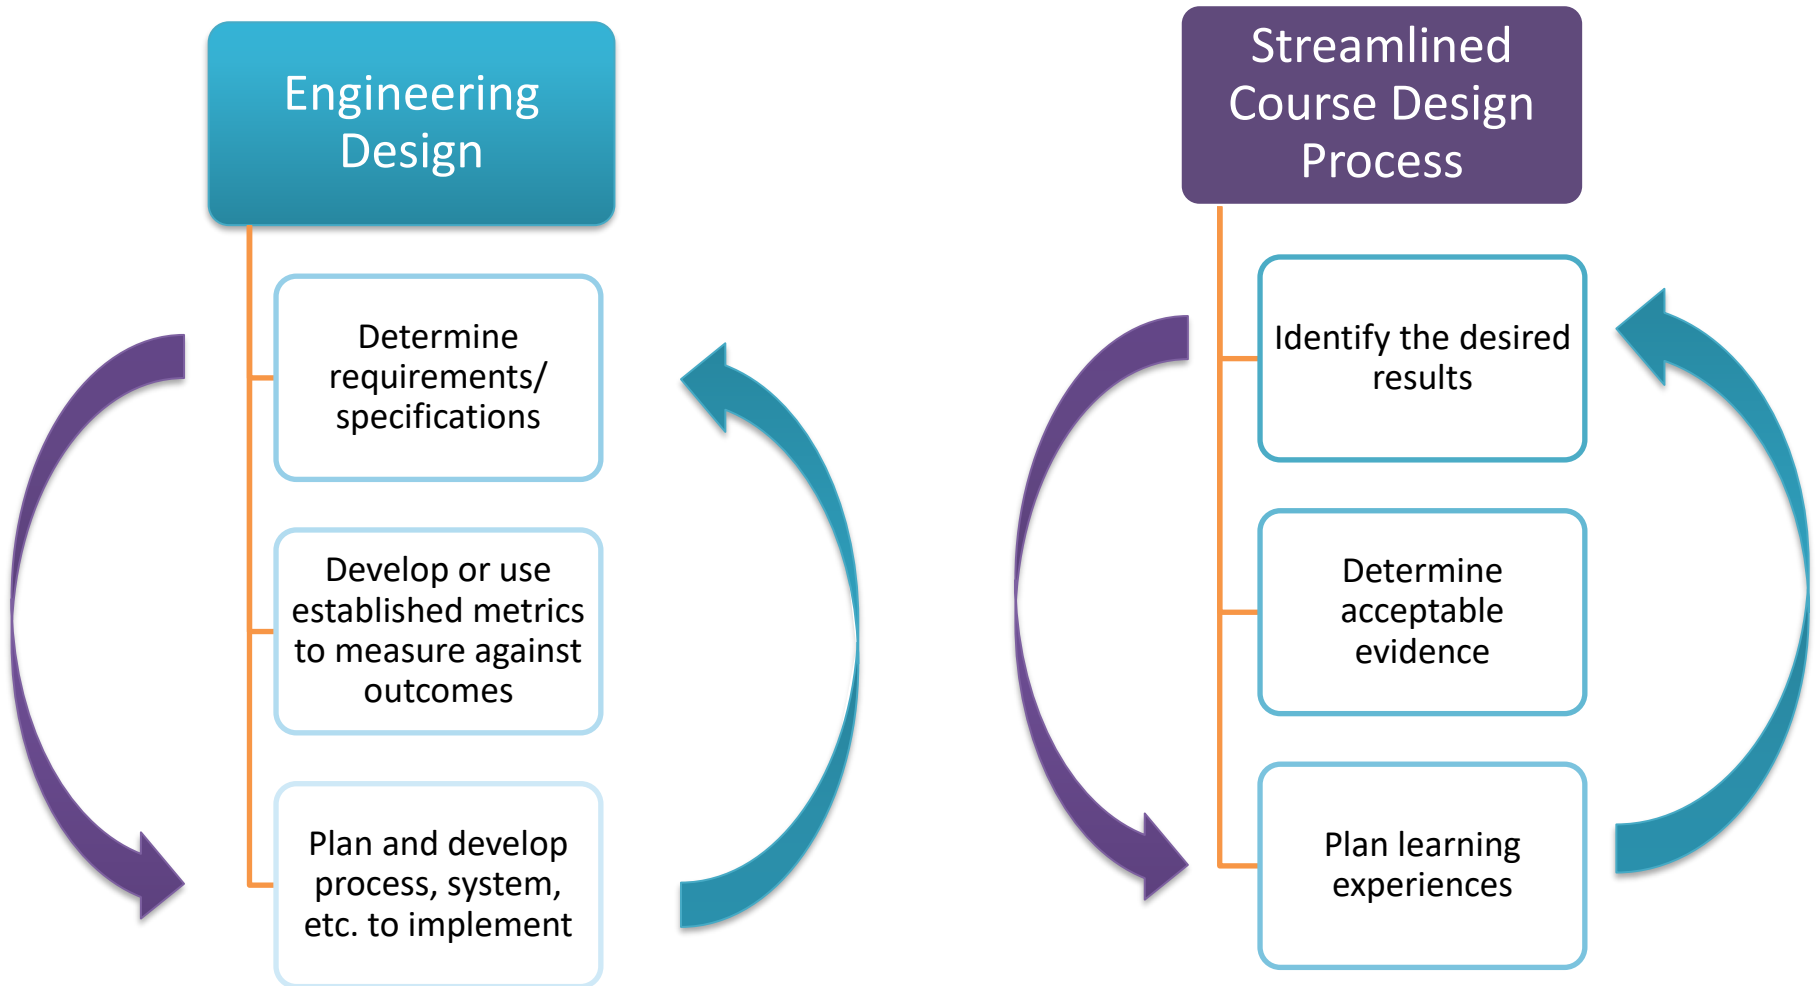 Engineering
Design
Determine
requirements/
specifications
Develop or use
established metrics
to measure against
outcomes
Plan and develop
process, system,
etc. to implement
Streamlined
Course Design
Process
Identify the desired
results
Determine
acceptable
evidence
Plan learning
experiences